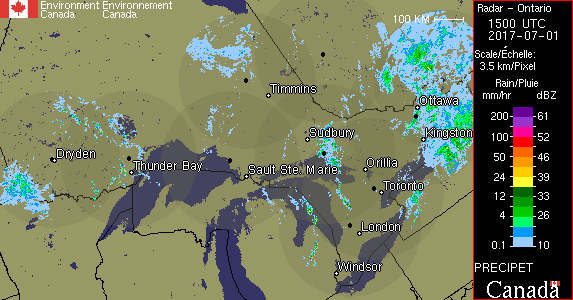 Environment Environnement
Canada Canada
100 KM
Timmins
Ottawa
Sudbury
Kingston
Dryden
Thunder Bay
Sault Ste. Marie
Orillia
Toronto
London
Windsor
Radar - Ontario
1500 UTC
2017-07-01
Scale/Échelle:
3.5 km/Pixel
Rain/Pluie
mm/hr dBZ
200 61
100 52
50 46
24 39
12 33
4 26
0.1 10
PRECIPET
Canada